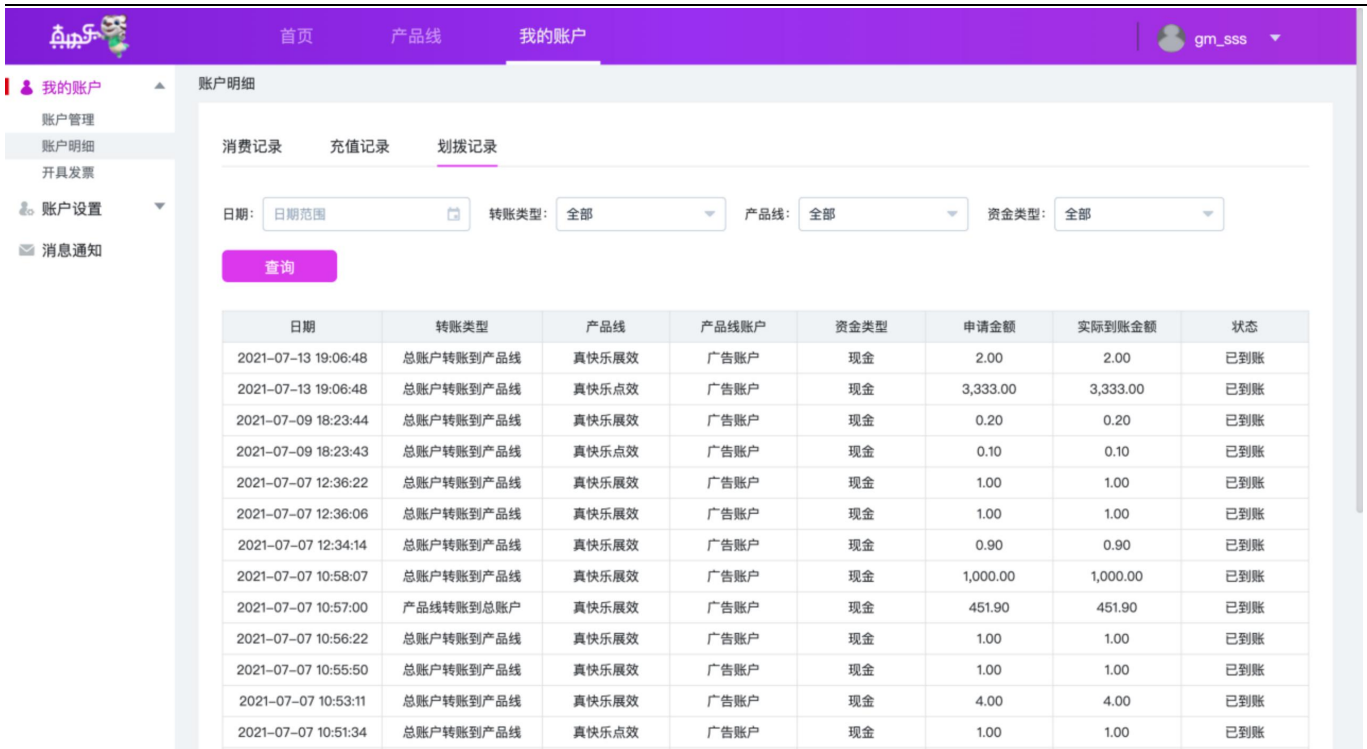 首页 产品线 我的账户 gm_sss
我的账户
账户管理
账户明细
开具发票
账户设置
消息通知
账户明细
消费记录 充值记录 划拨记录
日期: 日期范围 转账类型: 全部 产品线: 全部 资金类型: 全部
查询
日期 转账类型 产品线 产品线账户 资金类型 申请金额 实际到账金额 状态
2021-07-13 19:06:48 总账户转账到产品线 真快乐展效 广告账户 现金 2.00 2.00 已到账
2021-07-13 19:06:48 总账户转账到产品线 真快乐点效 广告账户 现金 3,333.00 3,333.00 已到账
2021-07-09 18:23:44 总账户转账到产品线 真快乐展效 广告账户 现金 0.20 0.20 已到账
2021-07-09 18:23:43 总账户转账到产品线 真快乐点效 广告账户 现金 0.10 0.10 已到账
2021-07-07 12:36:22 总账户转账到产品线 真快乐展效 广告账户 现金 1.00 1.00 已到账
2021-07-07 12:36:06 总账户转账到产品线 真快乐展效 广告账户 现金 1.00 1.00 已到账
2021-07-07 12:34:14 总账户转账到产品线 真快乐展效 广告账户 现金 0.90 0.90 已到账
2021-07-07 10:58:07 总账户转账到产品线 真快乐展效 广告账户 现金 1,000.00 1,000.00 已到账
2021-07-07 10:57:00 产品线转账到总账户 真快乐展效 广告账户 现金 451.90 451.90 已到账
2021-07-07 10:56:22 总账户转账到产品线 真快乐展效 广告账户 现金 1.00 1.00 已到账
2021-07-07 10:55:50 总账户转账到产品线 真快乐展效 广告账户 现金 1.00 1.00 已到账
2021-07-07 10:53:11 总账户转账到产品线 真快乐展效 广告账户 现金 4.00 4.00 已到账
2021-07-07 10:51:34 总账户转账到产品线 真快乐点效 广告账户 现金 1.00 1.00 已到账